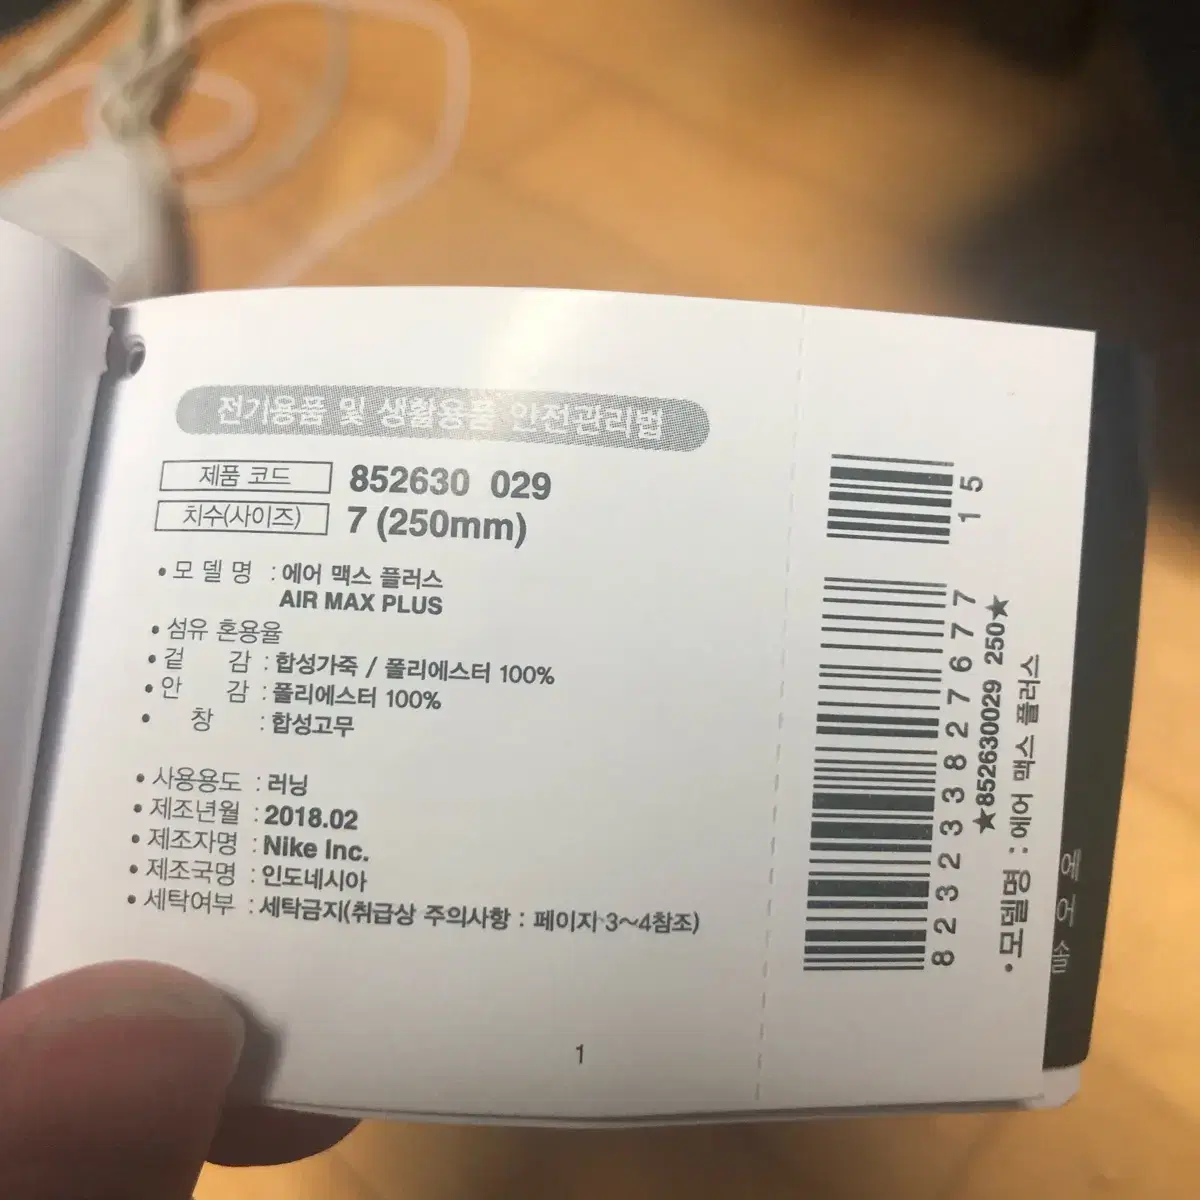 전기용품 및 생활용품 안전관리법
제품 코드 852630 029
치수(사이즈) 7 (250mm)
• 모 델 명 : 에어 맥스 플러스
AIR MAX PLUS
• 섬유 혼용율
• 겉 감 : 합성가죽 / 폴리에스터 100%
• 안 감 : 폴리에스터 100%
• 창 : 합성고무
• 사용용도 : 러닝
• 제조년월 : 2018.02
• 제조자명 : Nike Inc.
• 제조국명 : 인도네시아
• 세탁여부 : 세탁금지(취급상 주의사항 : 페이지 3~4참조)
1
15
823233827677
★852630029 250★
• 모델명 : 에어 맥스 플러스
에어 솔